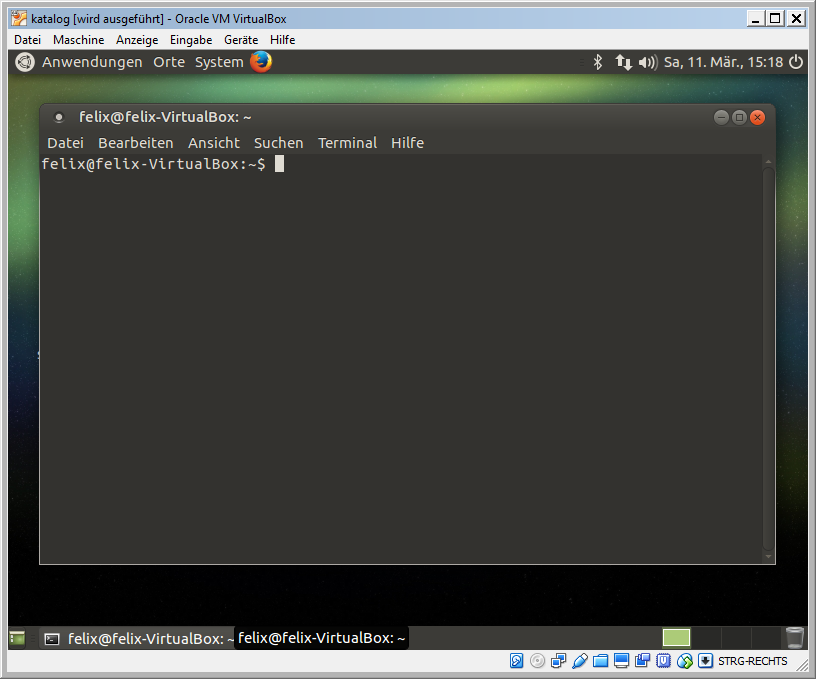 katalog [wird ausgeführt] - Oracle VM VirtualBox
Datei Maschine Anzeige Eingabe Geräte Hilfe
Anwendungen Orte System Sa, 11. Mär., 15:18
felix@felix-VirtualBox: ~
Datei Bearbeiten Ansicht Suchen Terminal Hilfe
felix@felix-VirtualBox:~$
felix@felix-VirtualBox: ~ felix@felix-VirtualBox: ~
STRG-RECHTS